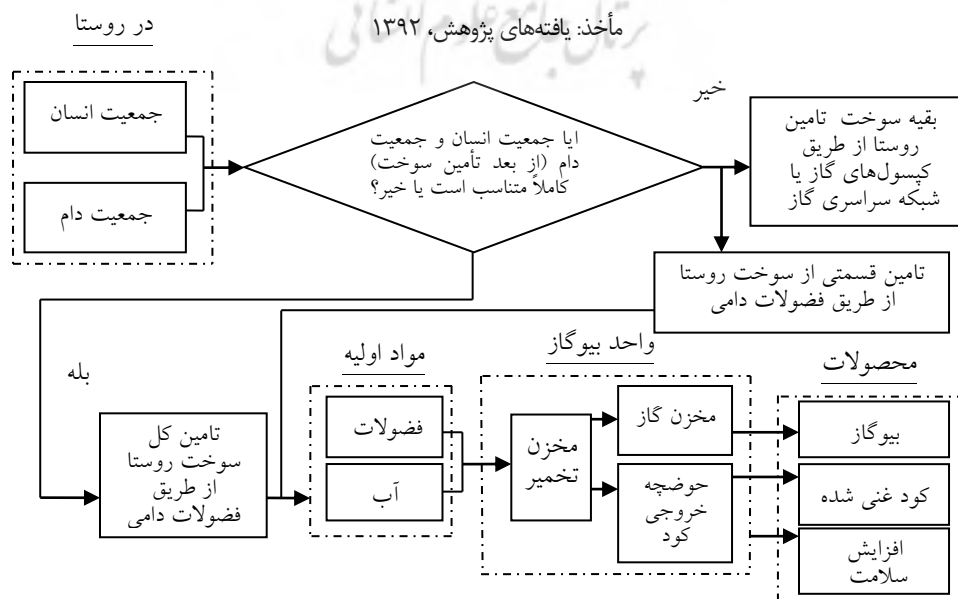 مأخذ: یافته‌های پژوهش، ۱۳۹۲
پرتال جامع علوم انسانی
در روستا
جمعیت انسان
جمعیت دام
ایا جمعیت انسان و جمعیت
دام (از بعد تأمین سوخت)
کاملاً متناسب است یا خیر؟
خیر
بقیه سوخت تامین
روستا از طریق
کپسول‌های گاز یا
شبکه سراسری گاز
تامین قسمتی از سوخت روستا
از طریق فضولات دامی
بله
تامین کل
سوخت روستا
از طریق
فضولات دامی
مواد اولیه
فضولات
آب
واحد بیوگاز
مخزن
تخمیر
مخزن گاز
حوضچه
خروجی
کود
محصولات
بیوگاز
کود غنی شده
افزایش
سلامت